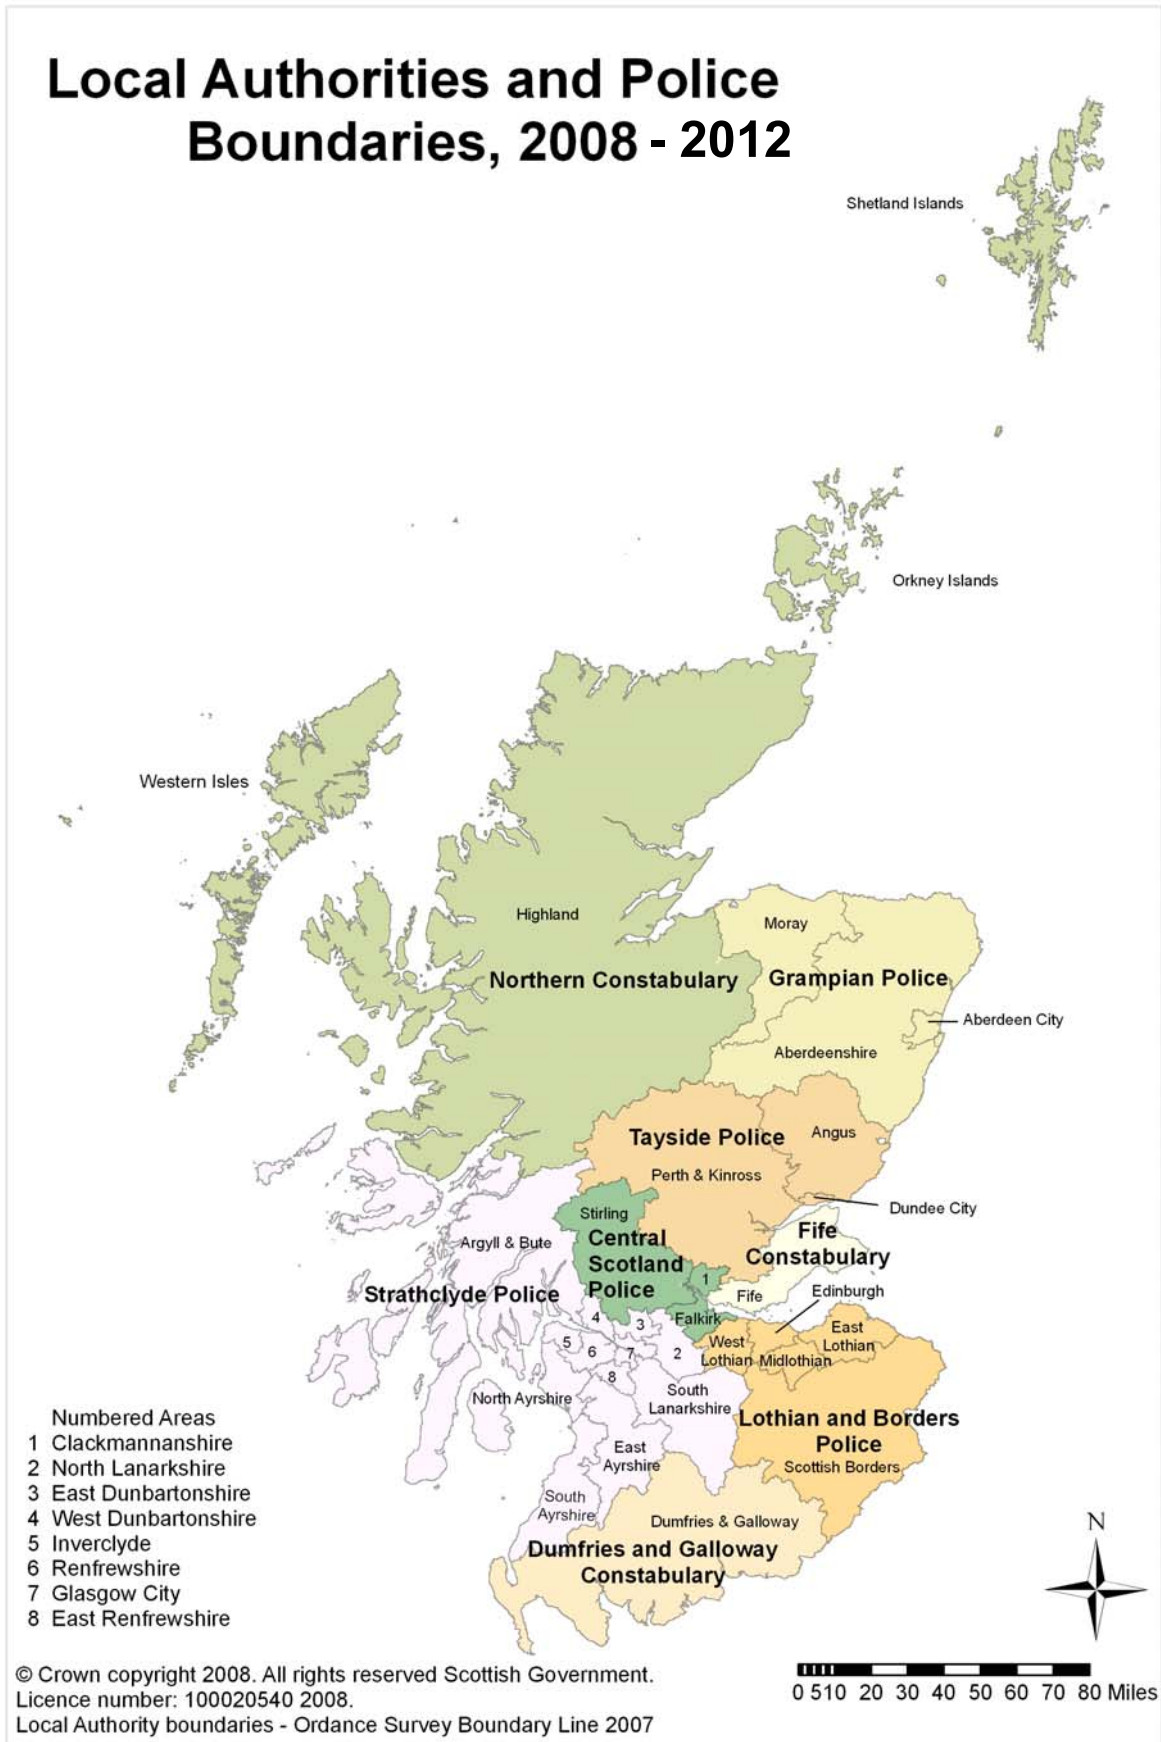 Local Authorities and Police
Boundaries, 2008 - 2012
Shetland Islands
Orkney Islands
Western Isles
Highland
Northern Constabulary
Moray
Grampian Police
Aberdeen City
Aberdeenshire
Tayside Police
Angus
Perth & Kinross
Dundee City
Stirling
Central
Scotland
Police
Fife
Constabulary
Argyll & Bute
Strathclyde Police
1
Fife
Edinburgh
Falkirk
4
3
5
6
7
2
8
West
Lothian
Midlothian
East
Lothian
North Ayrshire
South
Lanarkshire
Lothian and Borders
Police
Scottish Borders
East
Ayrshire
South
Ayrshire
Dumfries & Galloway
Dumfries and Galloway
Constabulary
Numbered Areas
1 Clackmannanshire
2 North Lanarkshire
3 East Dunbartonshire
4 West Dunbartonshire
5 Inverclyde
6 Renfrewshire
7 Glasgow City
8 East Renfrewshire
N
0 5 10 20 30 40 50 60 70 80 Miles
© Crown copyright 2008. All rights reserved Scottish Government.
Licence number: 100020540 2008.
Local Authority boundaries - Ordance Survey Boundary Line 2007